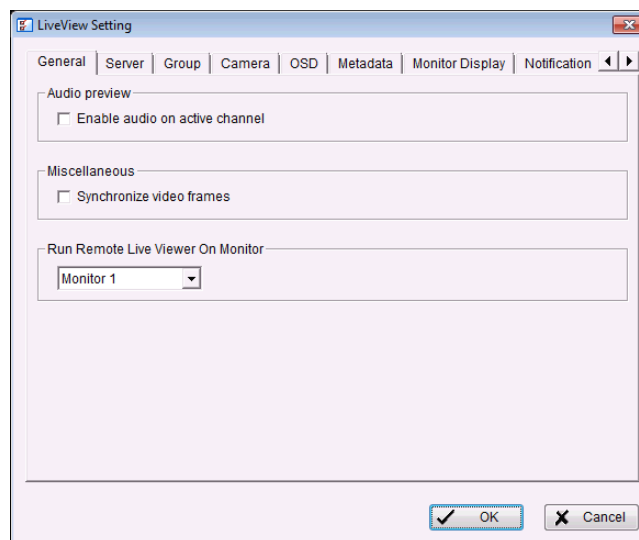 LiveView Setting
General Server Group Camera OSD Metadata Monitor Display Notification
Audio preview
Enable audio on active channel
Miscellaneous
Synchronize video frames
Run Remote Live Viewer On Monitor
Monitor 1
OK Cancel